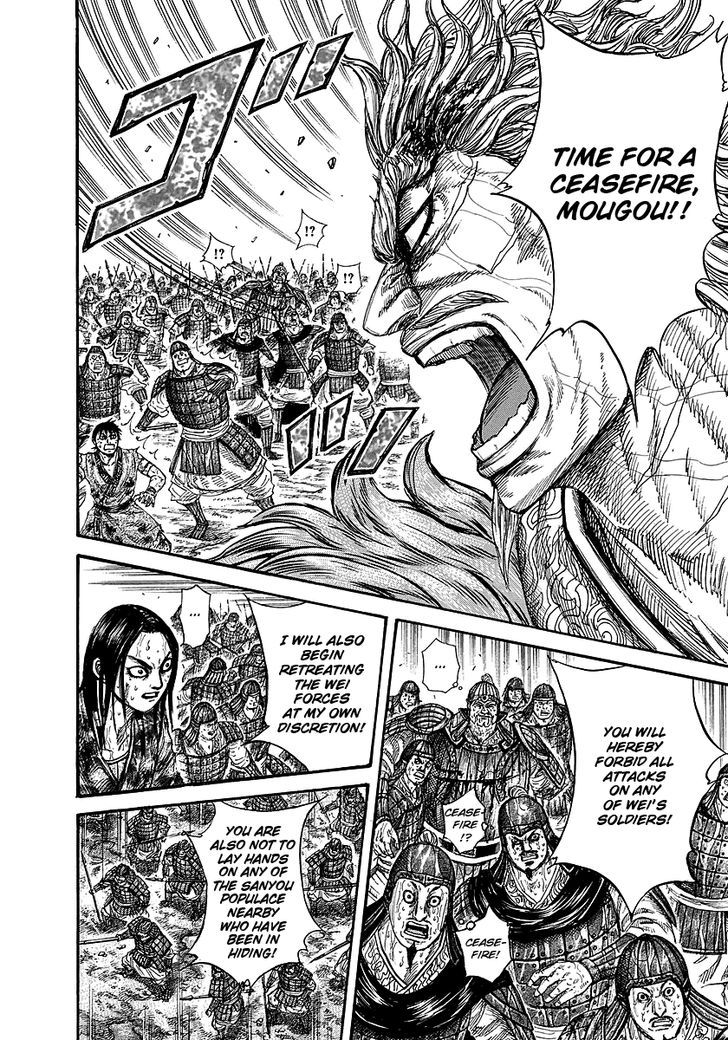 TIME FOR A
CEASEFIRE,
MOUGOU!!
ゴ
゙
゙
!?
!?
!?
YOU WILL
HEREBY
FORBID ALL
ATTACKS
ON ANY
OF WEI'S
SOLDIERS!
...
CEASE-
FIRE
!?
CEASE-
FIRE!
I WILL ALSO
BEGIN
RETREATING
THE WEI
FORCES
AT MY OWN
DISCRETION!
...
YOU ARE
ALSO NOT TO
LAY HANDS
ON ANY OF
THE SANYOU
POPULACE
NEARBY
WHO HAVE
BEEN IN
HIDING!